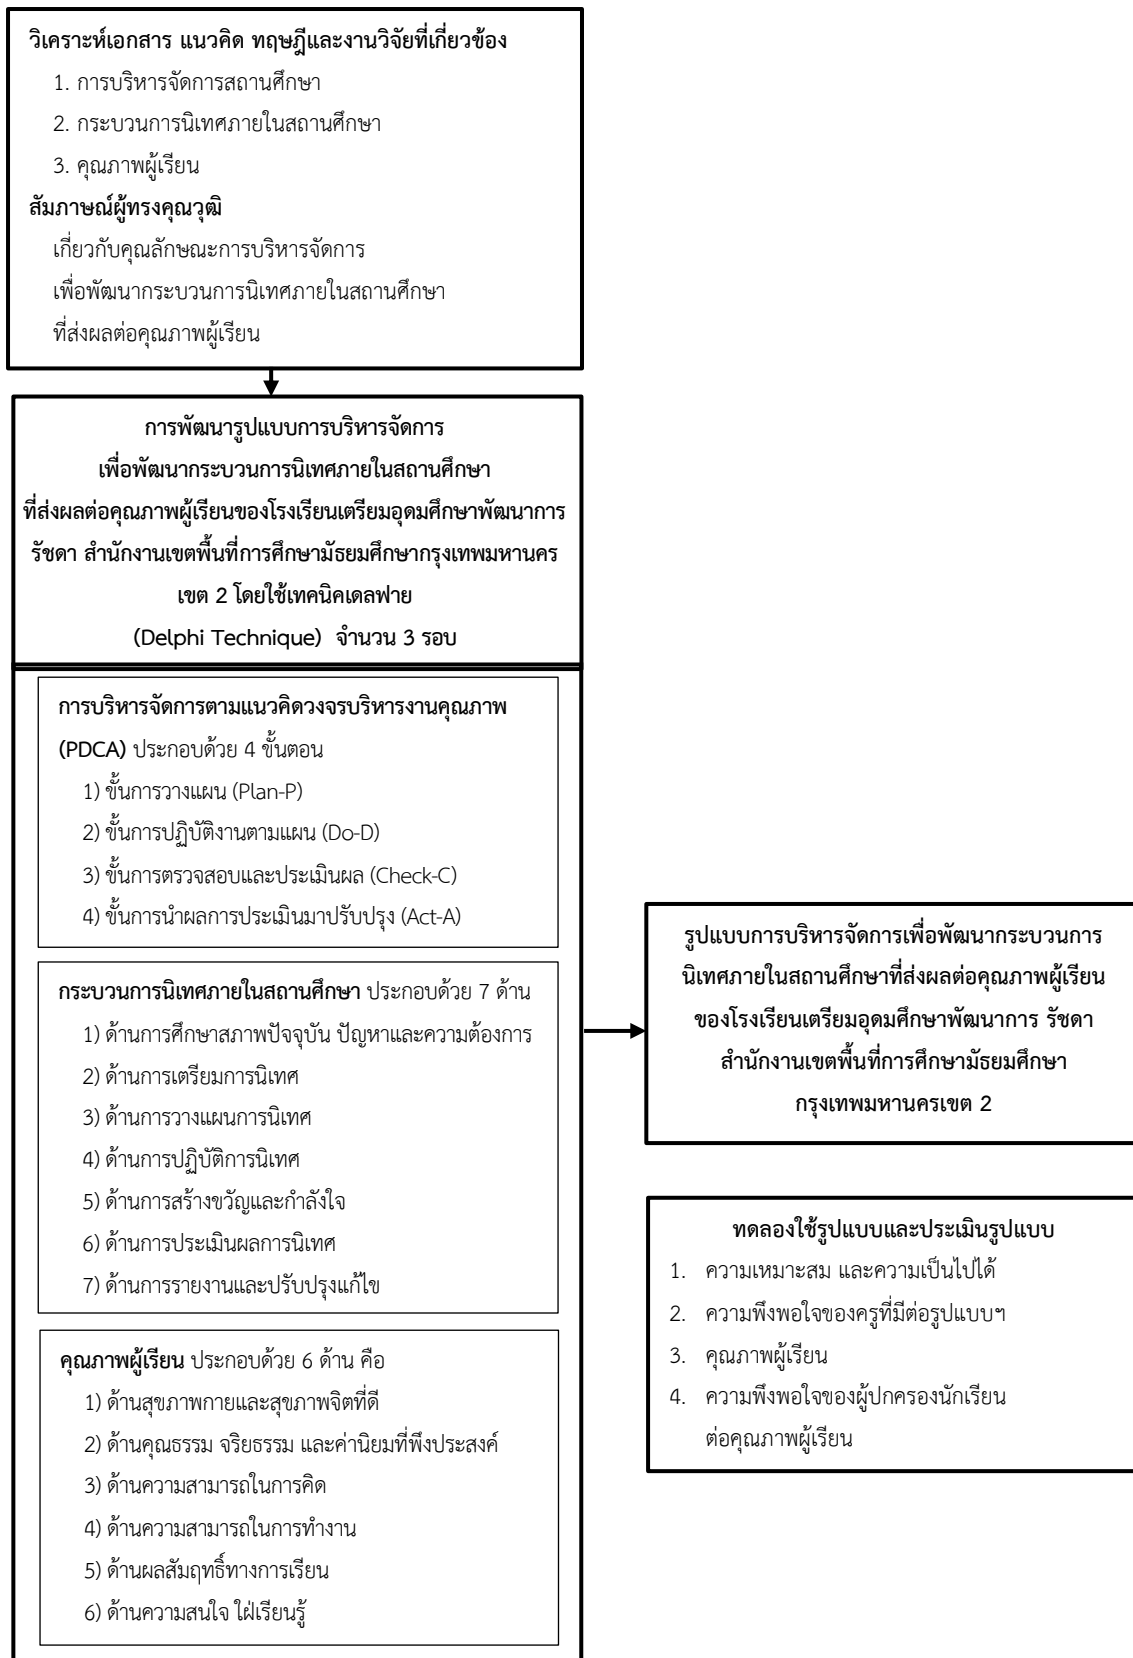 วิเคราะห์เอกสาร แนวคิด ทฤษฎีและงานวิจัยที่เกี่ยวข้อง
1. การบริหารจัดการสถานศึกษา
2. กระบวนการนิเทศภายในสถานศึกษา
3. คุณภาพผู้เรียน
สัมภาษณ์ผู้ทรงคุณวุฒิ
เกี่ยวกับคุณลักษณะการบริหารจัดการ
เพื่อพัฒนากระบวนการนิเทศภายในสถานศึกษา
ที่ส่งผลต่อคุณภาพผู้เรียน
การพัฒนารูปแบบการบริหารจัดการ
เพื่อพัฒนากระบวนการนิเทศภายในสถานศึกษา
ที่ส่งผลต่อคุณภาพผู้เรียนของโรงเรียนเตรียมอุดมศึกษาพัฒนาการ
รัชดา สำนักงานเขตพื้นที่การศึกษามัธยมศึกษากรุงเทพมหานคร
เขต 2 โดยใช้เทคนิคเดลฟาย
(Delphi Technique) จำนวน 3 รอบ
การบริหารจัดการตามแนวคิดวงจรบริหารงานคุณภาพ
(PDCA) ประกอบด้วย 4 ขั้นตอน
1) ขั้นการวางแผน (Plan-P)
2) ขั้นการปฏิบัติงานตามแผน (Do-D)
3) ขั้นการตรวจสอบและประเมินผล (Check-C)
4) ขั้นการนำผลการประเมินมาปรับปรุง (Act-A)
กระบวนการนิเทศภายในสถานศึกษา ประกอบด้วย 7 ด้าน
1) ด้านการศึกษาสภาพปัจจุบัน ปัญหาและความต้องการ
2) ด้านการเตรียมการนิเทศ
3) ด้านการวางแผนการนิเทศ
4) ด้านการปฏิบัติการนิเทศ
5) ด้านการสร้างขวัญและกำลังใจ
6) ด้านการประเมินผลการนิเทศ
7) ด้านการรายงานและปรับปรุงแก้ไข
คุณภาพผู้เรียน ประกอบด้วย 6 ด้าน คือ
1) ด้านสุขภาพกายและสุขภาพจิตที่ดี
2) ด้านคุณธรรม จริยธรรม และค่านิยมที่พึงประสงค์
3) ด้านความสามารถในการคิด
4) ด้านความสามารถในการทำงาน
5) ด้านผลสัมฤทธิ์ทางการเรียน
6) ด้านความสนใจ ใฝ่เรียนรู้
รูปแบบการบริหารจัดการเพื่อพัฒนากระบวนการ
นิเทศภายในสถานศึกษาที่ส่งผลต่อคุณภาพผู้เรียน
ของโรงเรียนเตรียมอุดมศึกษาพัฒนาการ รัชดา
สำนักงานเขตพื้นที่การศึกษามัธยมศึกษา
กรุงเทพมหานครเขต 2
ทดลองใช้รูปแบบและประเมินรูปแบบ
1. ความเหมาะสม และความเป็นไปได้
2. ความพึงพอใจของครูที่มีต่อรูปแบบฯ
3. คุณภาพผู้เรียน
4. ความพึงพอใจของผู้ปกครองนักเรียน
ต่อคุณภาพผู้เรียน